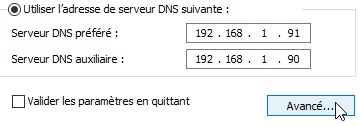 Utiliser l’adresse de serveur DNS suivante :
Serveur DNS préféré : 192 . 168 . 1 . 91
Serveur DNS auxiliaire : 192 . 168 . 1 . 90
Valider les paramètres en quittant
Avancé...